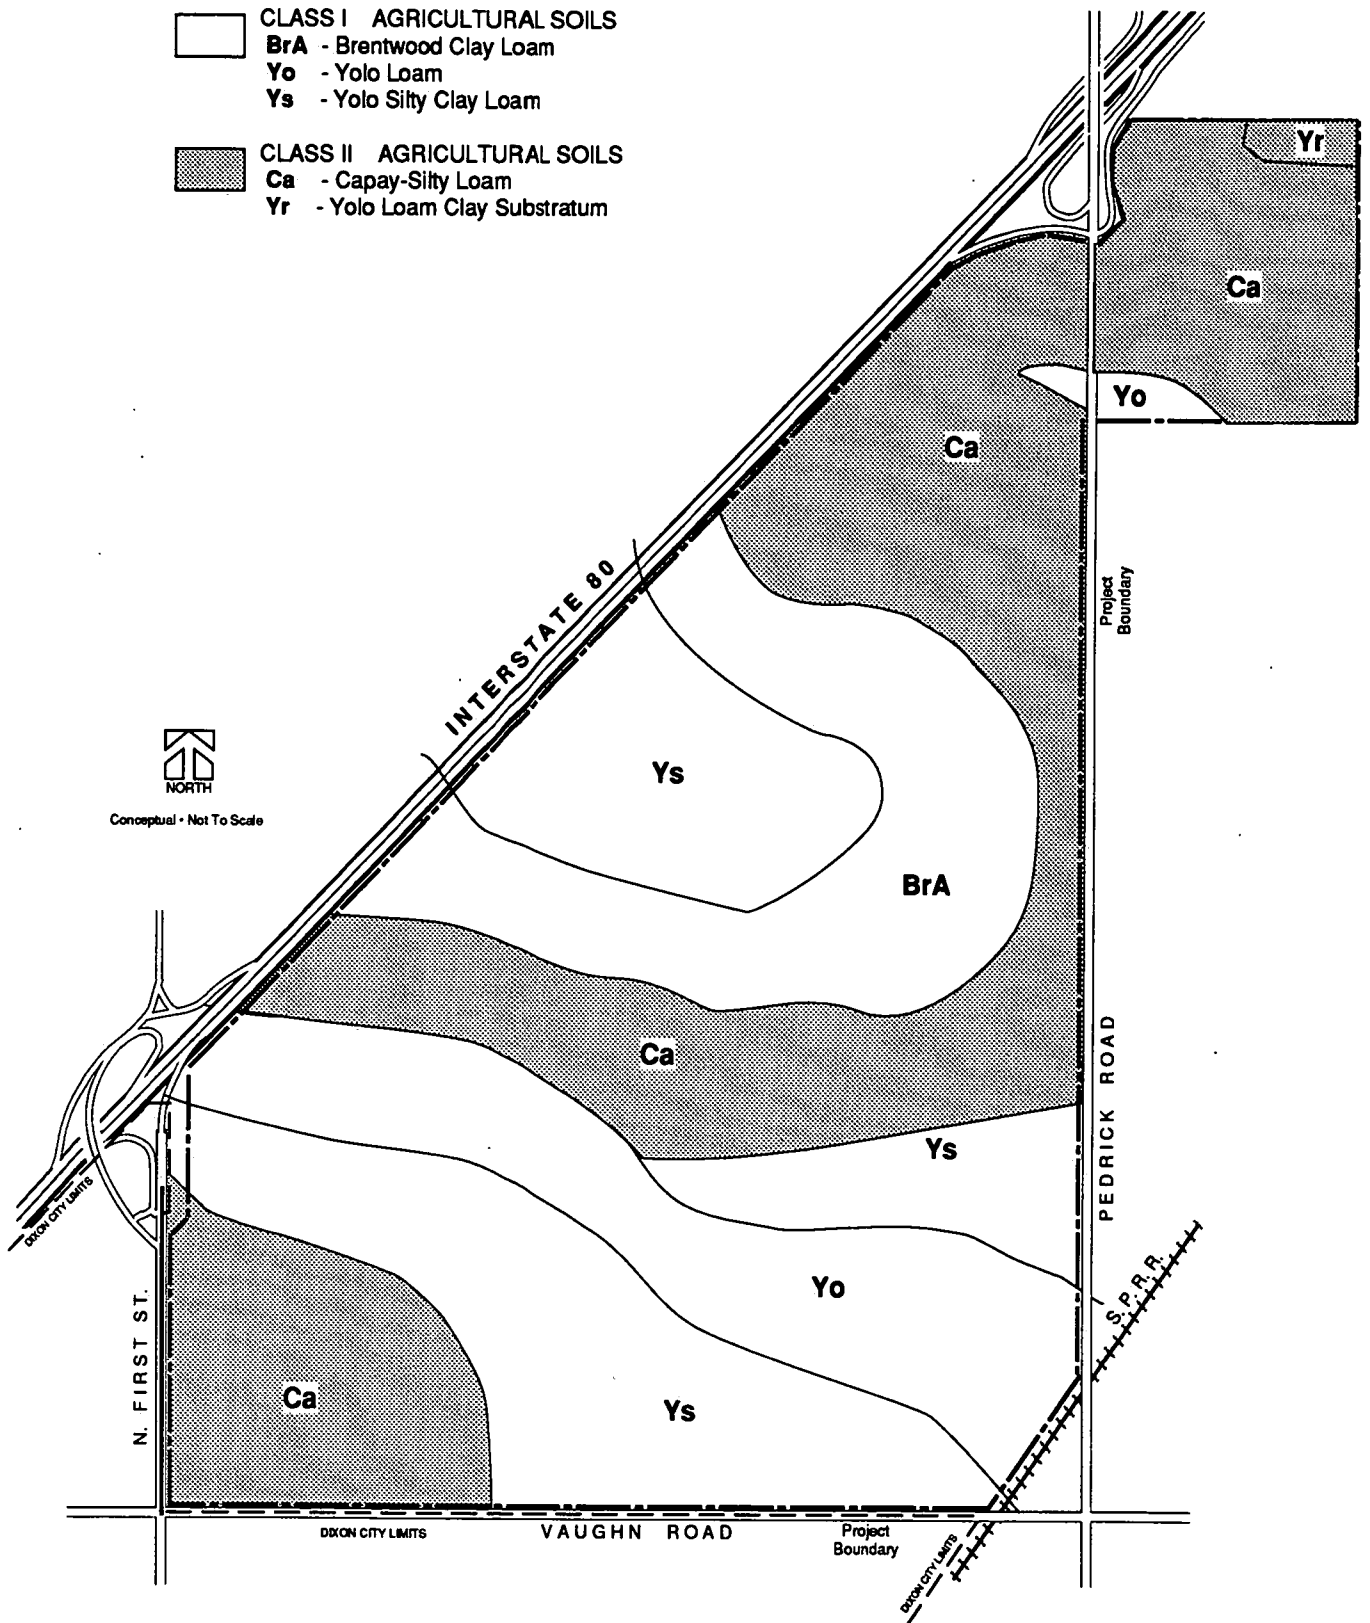 CLASS I AGRICULTURAL SOILS
BrA - Brentwood Clay Loam
Yo - Yolo Loam
Ys - Yolo Silty Clay Loam
CLASS II AGRICULTURAL SOILS
Ca - Capay-Silty Loam
Yr - Yolo Loam Clay Substratum
Yr
Ca
Yo
Ca
Project
Boundary
INTERSTATE 80
Ys
NORTH
Conceptual • Not To Scale
BrA
Ca
PEDRICK ROAD
Ys
DIXON CITY LIMITS
S. P. R. R.
Yo
N. FIRST ST.
Ca
Ys
DIXON CITY LIMITS
VAUGHN ROAD
Project
Boundary
DIXON CITY LIMITS